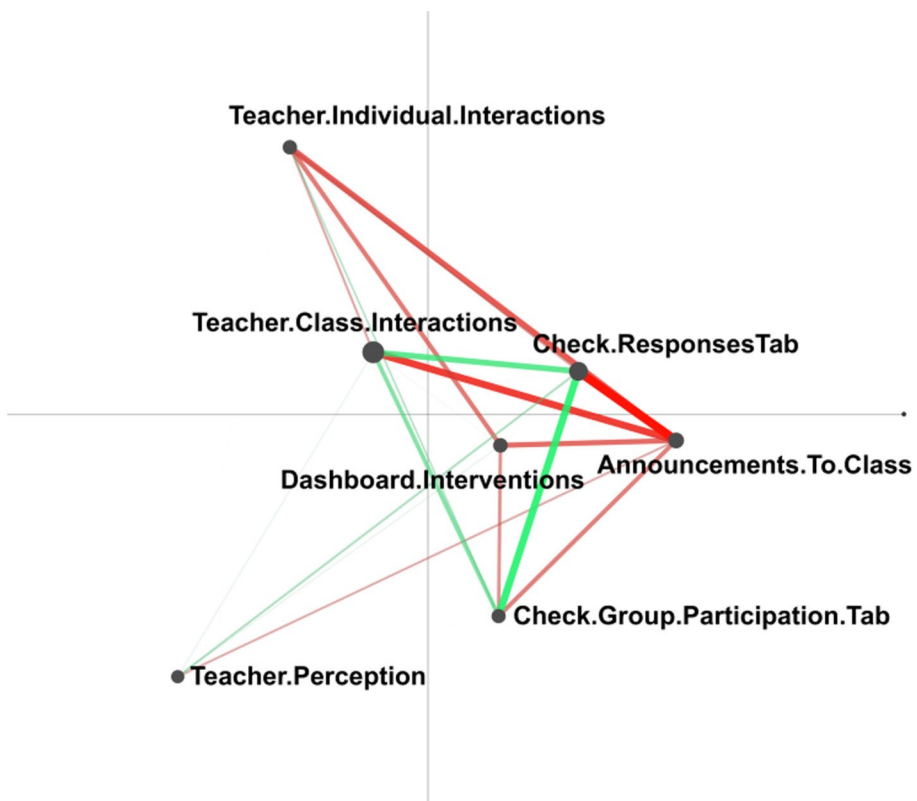 Teacher.Individual.Interactions
Teacher.Class.Interactions
Check.ResponsesTab
Announcements.To.Class
Dashboard.Interventions
Check.Group.Participation.Tab
Teacher.Perception